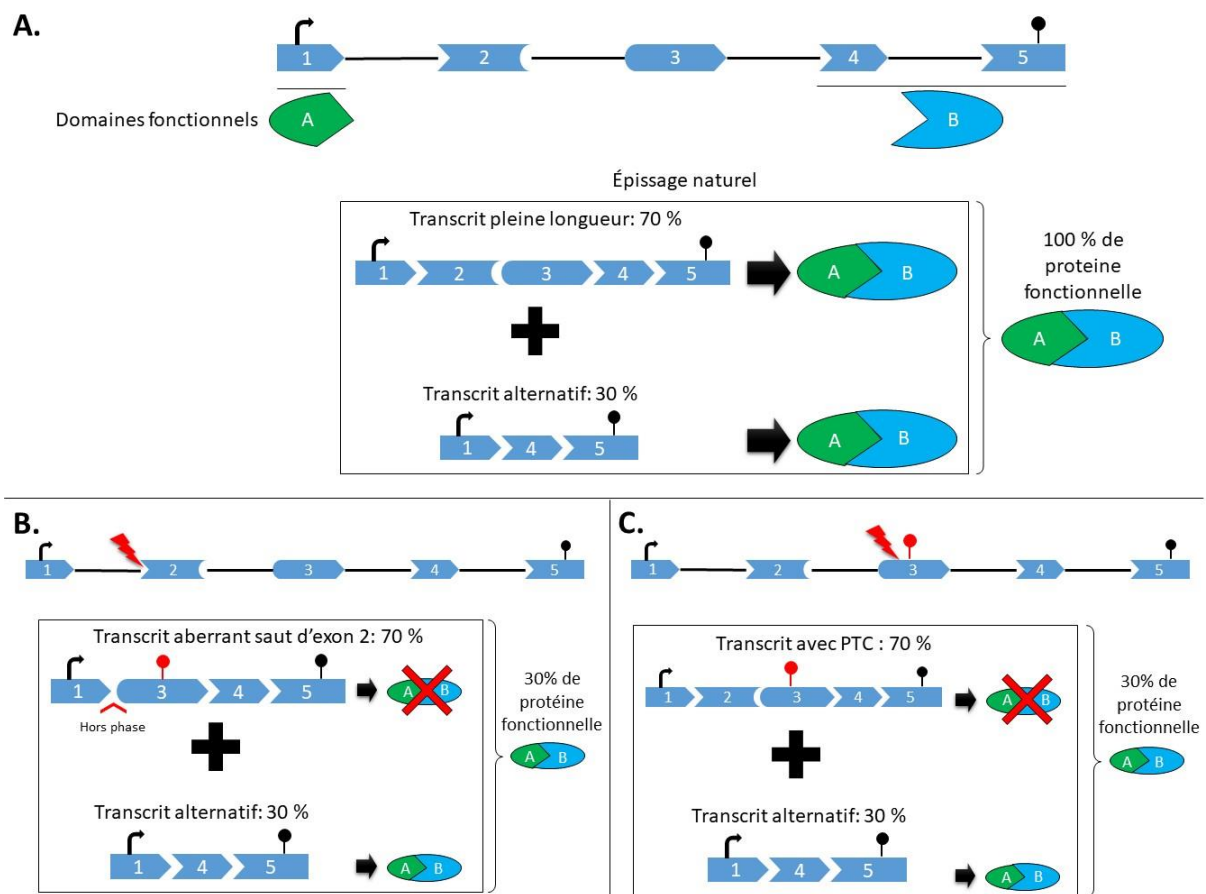 A.
1 2 3 4 5
Domaines fonctionnels
A
B
Épissage naturel
Transcrit pleine longueur: 70 %
1 2 3 4 5
A B
Transcrit alternatif: 30 %
1 4 5
A B
100 % de
proteine
fonctionnelle
A B
B.
1 2 3 4 5
Transcrit aberrant saut d’exon 2: 70 %
1 3 4 5
Hors phase
A B
Transcrit alternatif: 30 %
1 4 5
A B
30% de
protéine
fonctionnelle
A B
C.
1 2 3 4 5
Transcrit avec PTC : 70 %
1 2 3 4 5
A B
Transcrit alternatif: 30 %
1 4 5
A B
30% de
protéine
fonctionnelle
A B